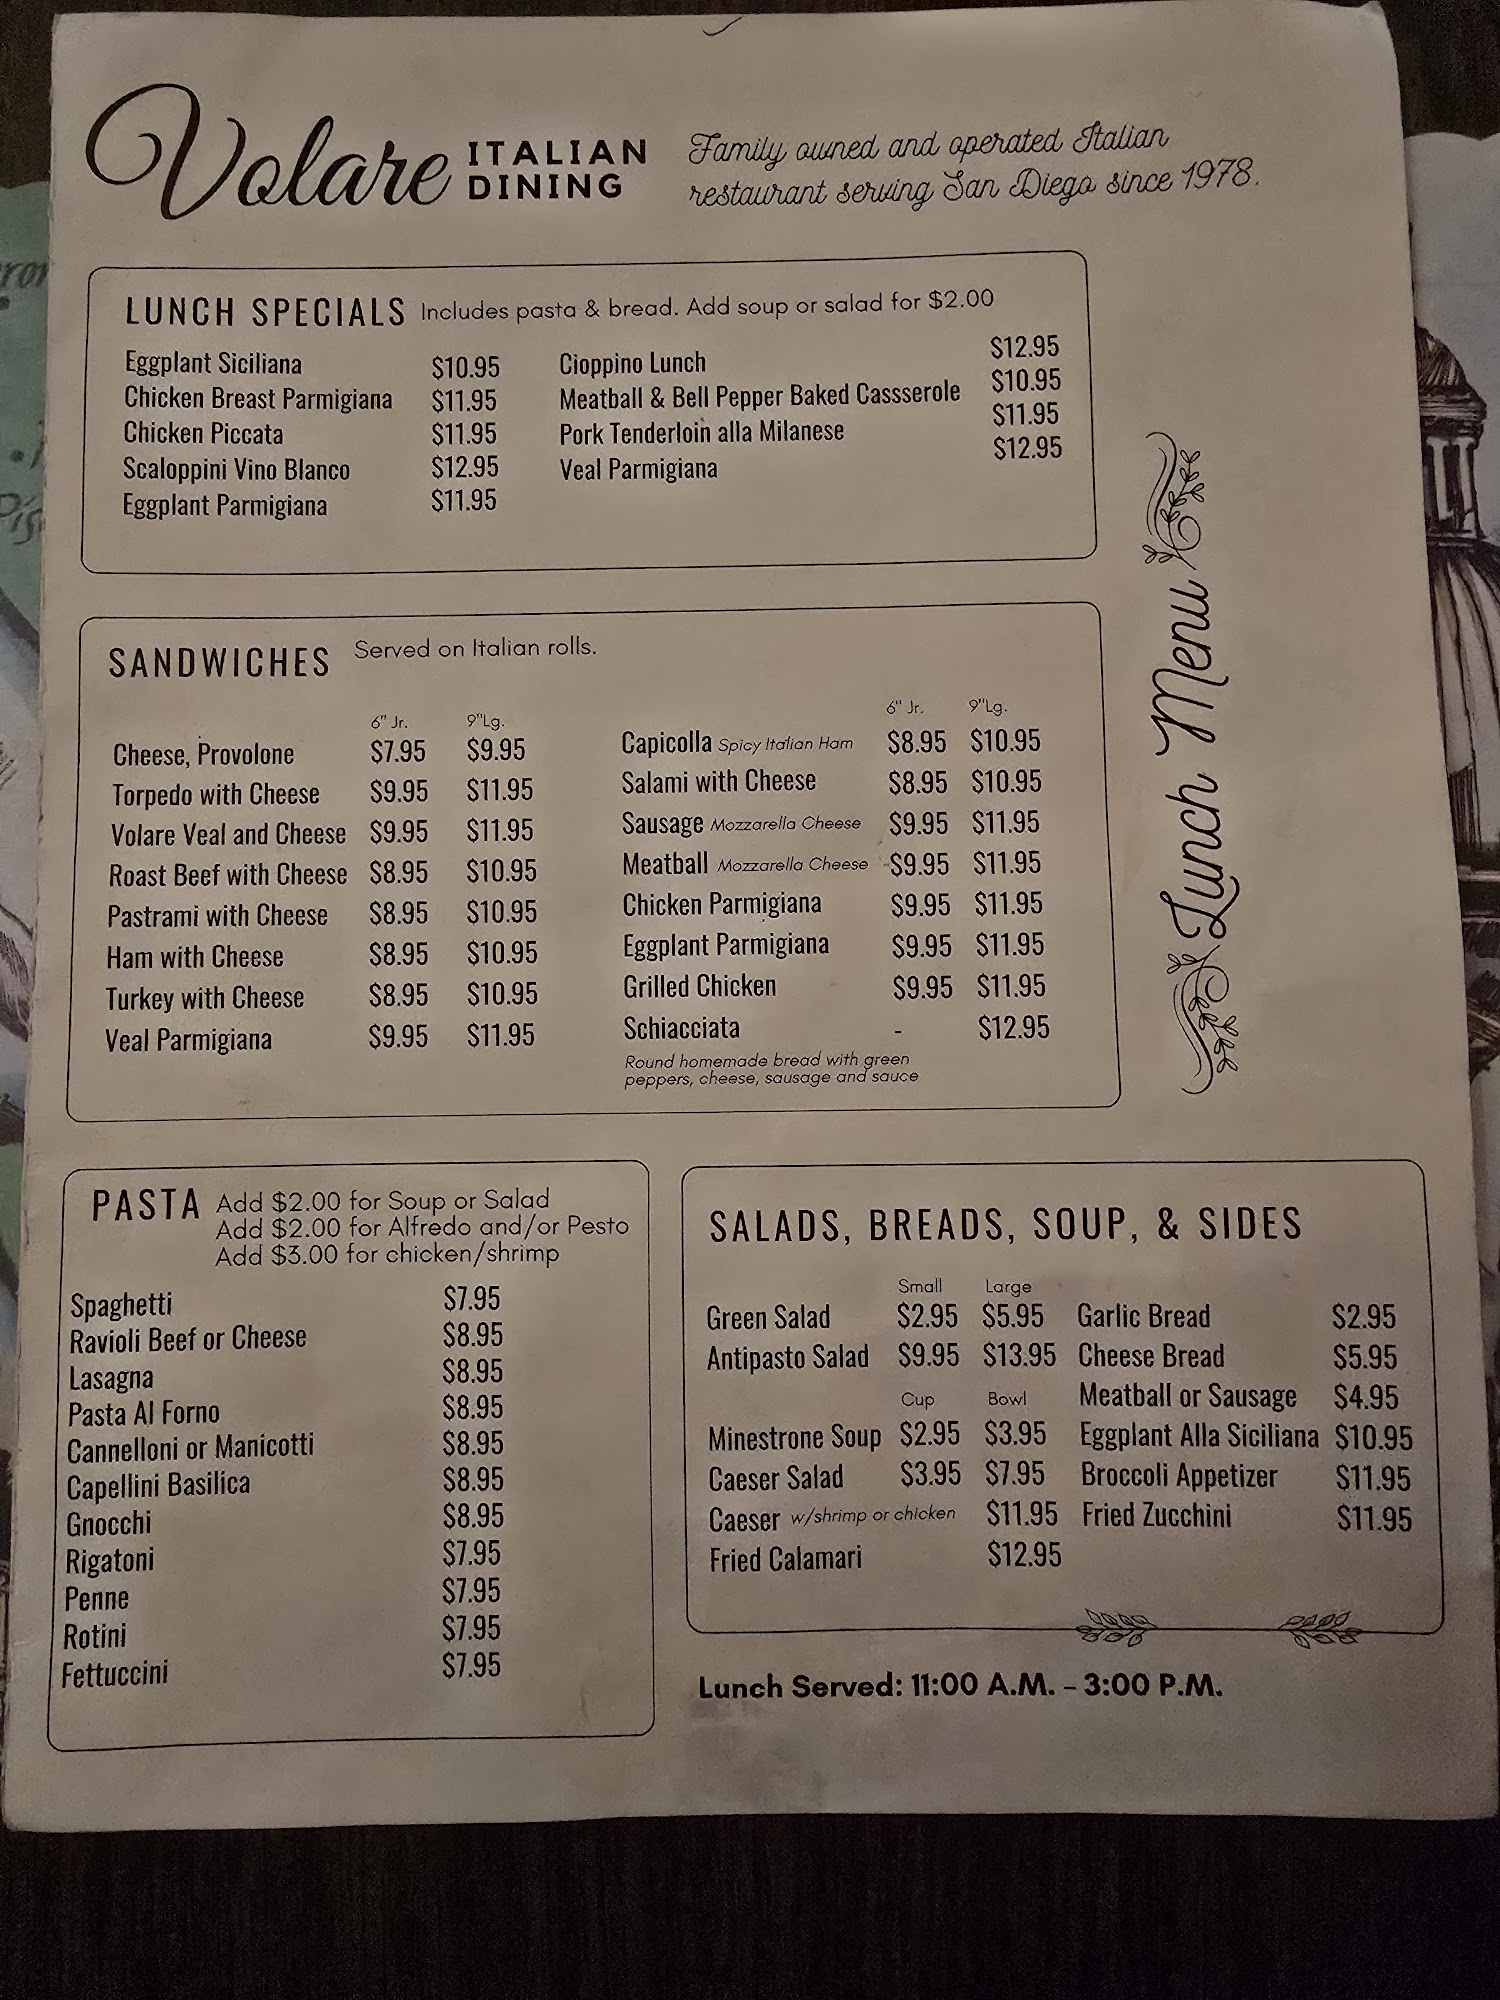 Volare ITALIAN DINING
Family owned and operated Italian
restaurant serving San Diego since 1978.
LUNCH SPECIALS Includes pasta & bread. Add soup or salad for $2.00
Eggplant Siciliana $10.95
Chicken Breast Parmigiana $11.95
Chicken Piccata $11.95
Scaloppini Vino Blanco $12.95
Eggplant Parmigiana $11.95
Cioppino Lunch $12.95
Meatball & Bell Pepper Baked Cassserole $10.95
Pork Tenderloin alla Milanese $11.95
Veal Parmigiana $12.95
Lunch Menu
SANDWICHES Served on Italian rolls.
6" Jr. 9"Lg.
Cheese, Provolone $7.95 $9.95
Torpedo with Cheese $9.95 $11.95
Volare Veal and Cheese $9.95 $11.95
Roast Beef with Cheese $8.95 $10.95
Pastrami with Cheese $8.95 $10.95
Ham with Cheese $8.95 $10.95
Turkey with Cheese $8.95 $10.95
Veal Parmigiana $9.95 $11.95
6" Jr. 9"Lg.
Capicolla Spicy Italian Ham $8.95 $10.95
Salami with Cheese $8.95 $10.95
Sausage Mozzarella Cheese $9.95 $11.95
Meatball Mozzarella Cheese $9.95 $11.95
Chicken Parmigiana $9.95 $11.95
Eggplant Parmigiana $9.95 $11.95
Grilled Chicken $9.95 $11.95
Schiacciata - $12.95
Round homemade bread with green
peppers, cheese, sausage and sauce
PASTA Add $2.00 for Soup or Salad
Add $2.00 for Alfredo and/or Pesto
Add $3.00 for chicken/shrimp
Spaghetti $7.95
Ravioli Beef or Cheese $8.95
Lasagna $8.95
Pasta Al Forno $8.95
Cannelloni or Manicotti $8.95
Capellini Basilica $8.95
Gnocchi $8.95
Rigatoni $7.95
Penne $7.95
Rotini $7.95
Fettuccini $7.95
SALADS, BREADS, SOUP, & SIDES
Small Large
Green Salad $2.95 $5.95
Antipasto Salad $9.95 $13.95
Cup Bowl
Minestrone Soup $2.95 $3.95
Caeser Salad $3.95 $7.95
Caeser w/shrimp or chicken $11.95
Fried Calamari $12.95
Garlic Bread $2.95
Cheese Bread $5.95
Meatball or Sausage $4.95
Eggplant Alla Siciliana $10.95
Broccoli Appetizer $11.95
Fried Zucchini $11.95
Lunch Served: 11:00 A.M. - 3:00 P.M.